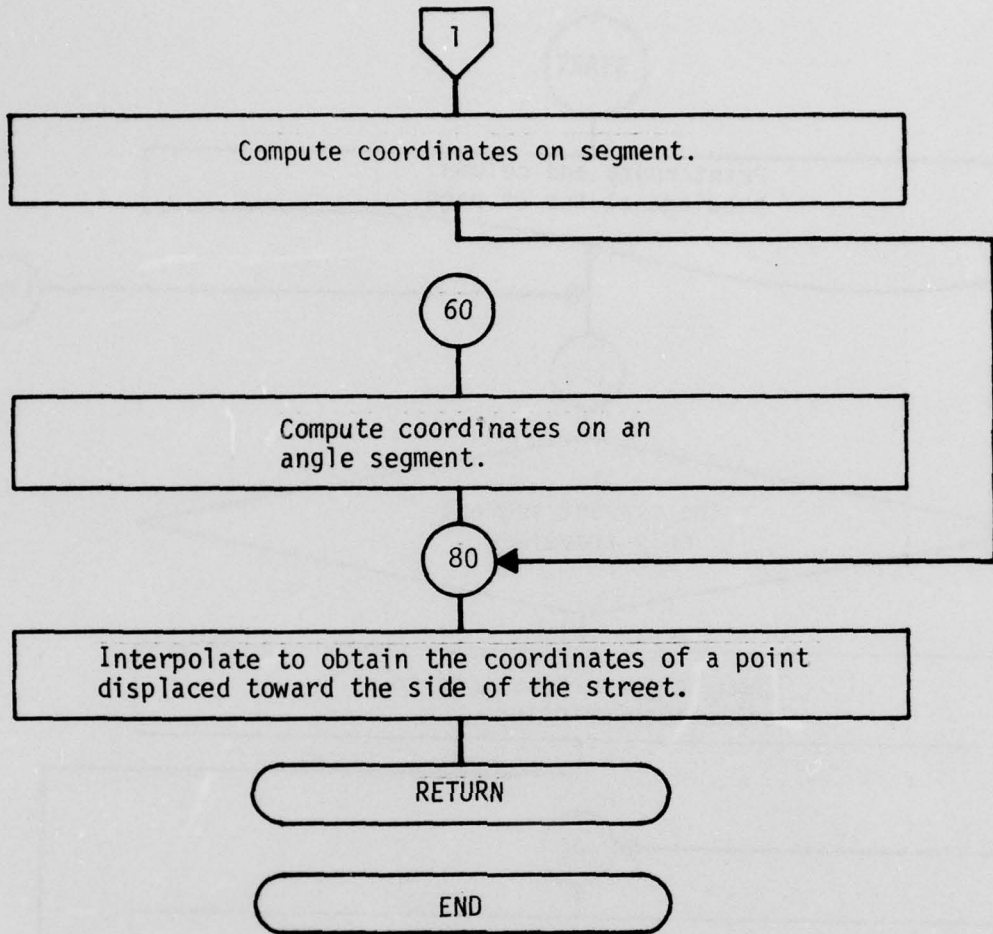 1
Compute coordinates on segment.
60
Compute coordinates on an
angle segment.
80
Interpolate to obtain the coordinates of a point
displaced toward the side of the street.
RETURN
END